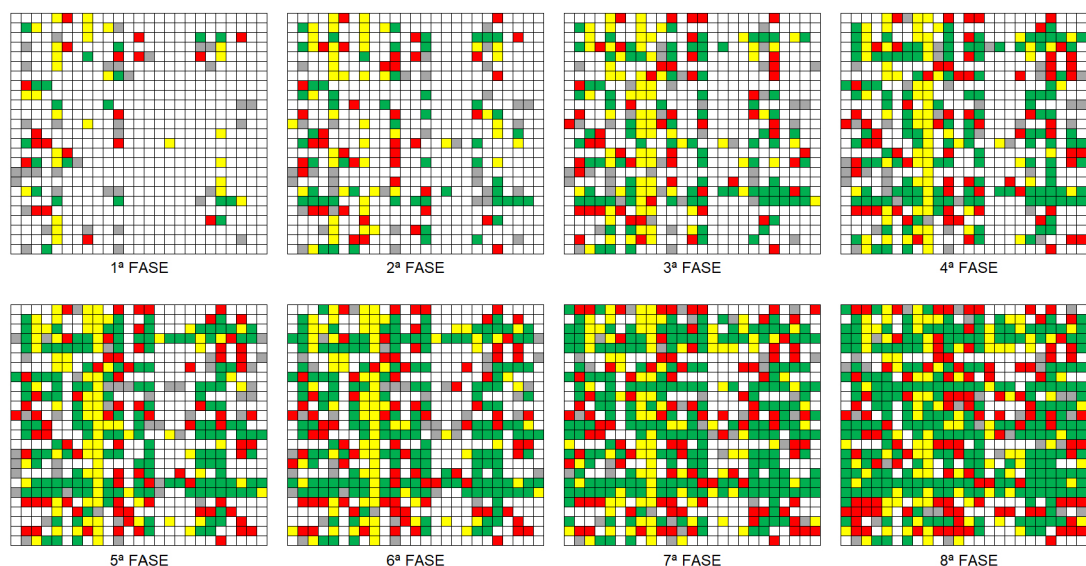 1ª FASE
2ª FASE
3ª FASE
4ª FASE
5ª FASE
6ª FASE
7ª FASE
8ª FASE